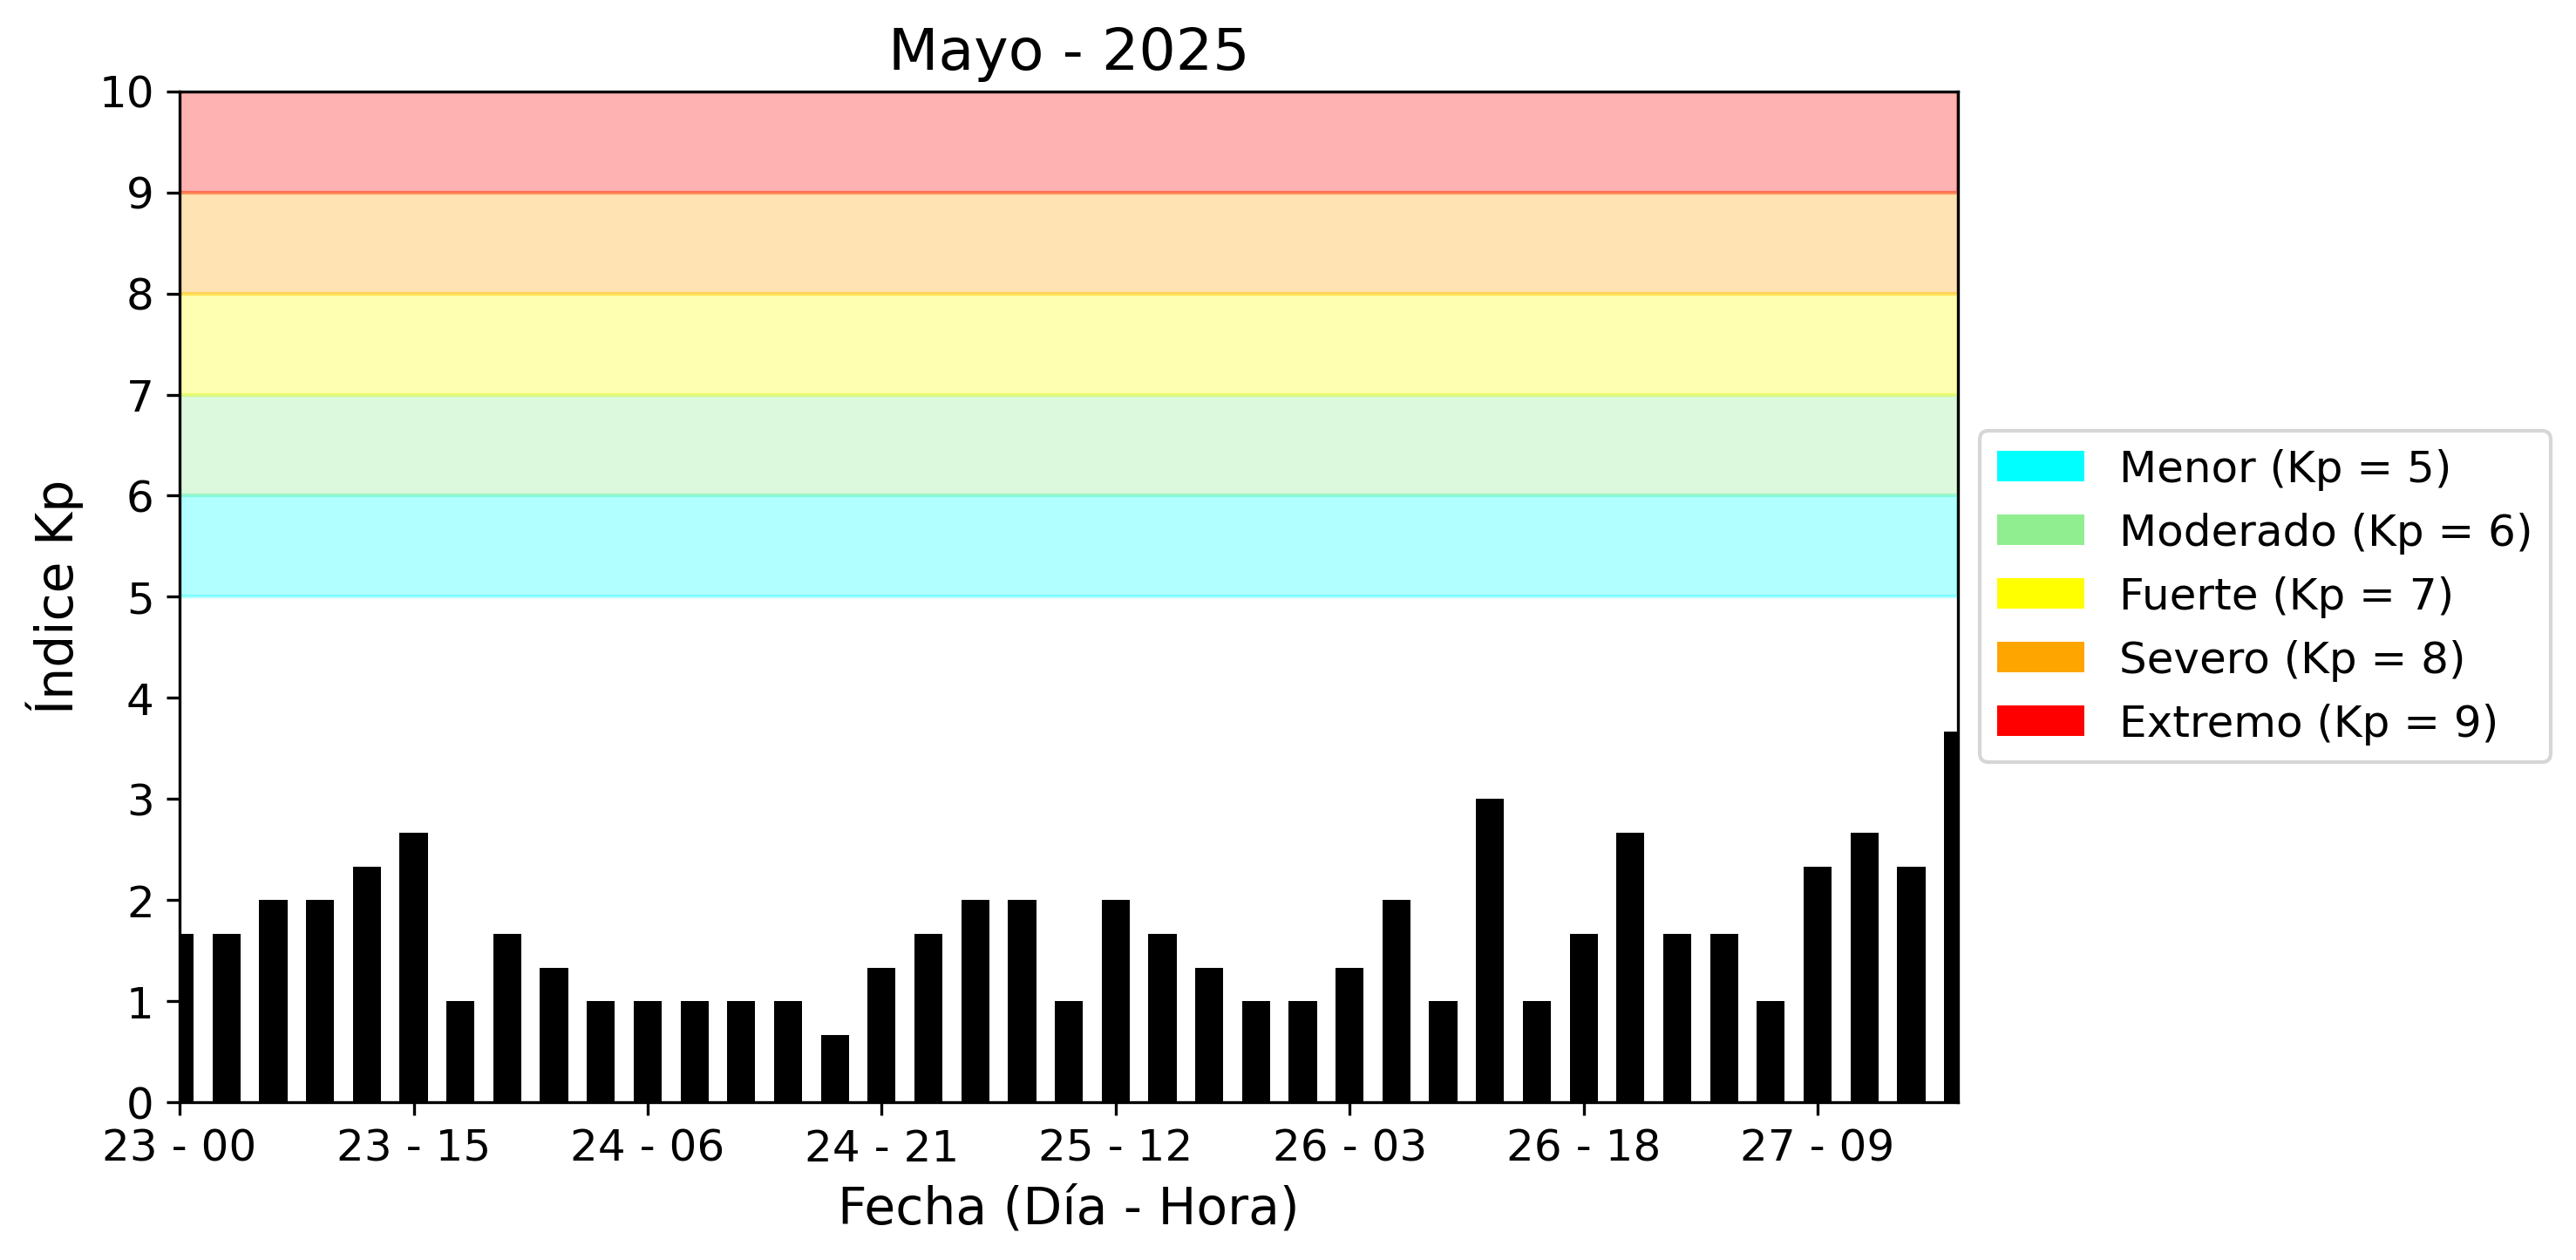 Mayo - 2025
10
9
8
7
6
5
4
3
2
1
0
Índice Kp
23 - 00
23 - 15
24 - 06
24 - 21
25 - 12
26 - 03
26 - 18
27 - 09
Fecha (Día - Hora)
Menor (Kp = 5)
Moderado (Kp = 6)
Fuerte (Kp = 7)
Severo (Kp = 8)
Extremo (Kp = 9)